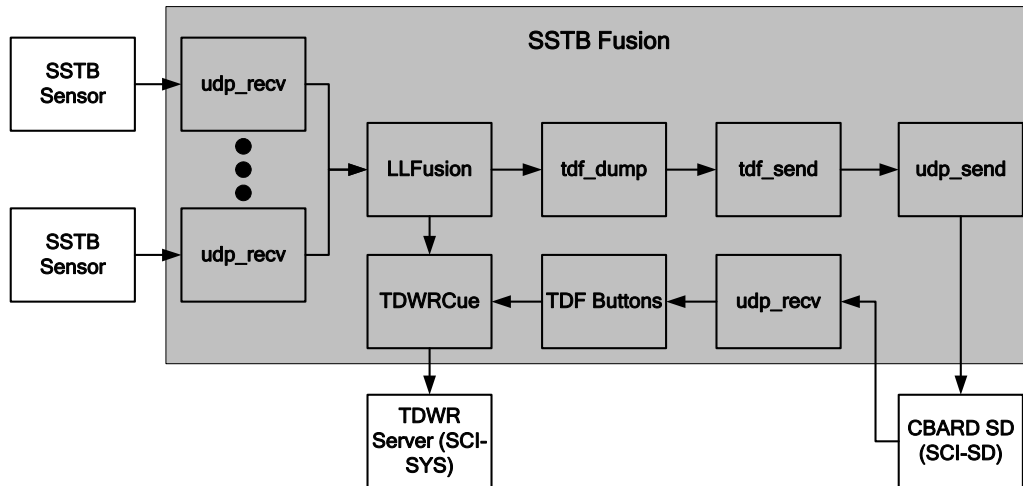 SSTB Fusion
SSTB
Sensor
udp_recv
LLFusion
tdf_dump
tdf_send
udp_send
SSTB
Sensor
udp_recv
TDWRCue
TDF Buttons
udp_recv
TDWR
Server (SCI-
SYS)
CBARD SD
(SCI-SD)